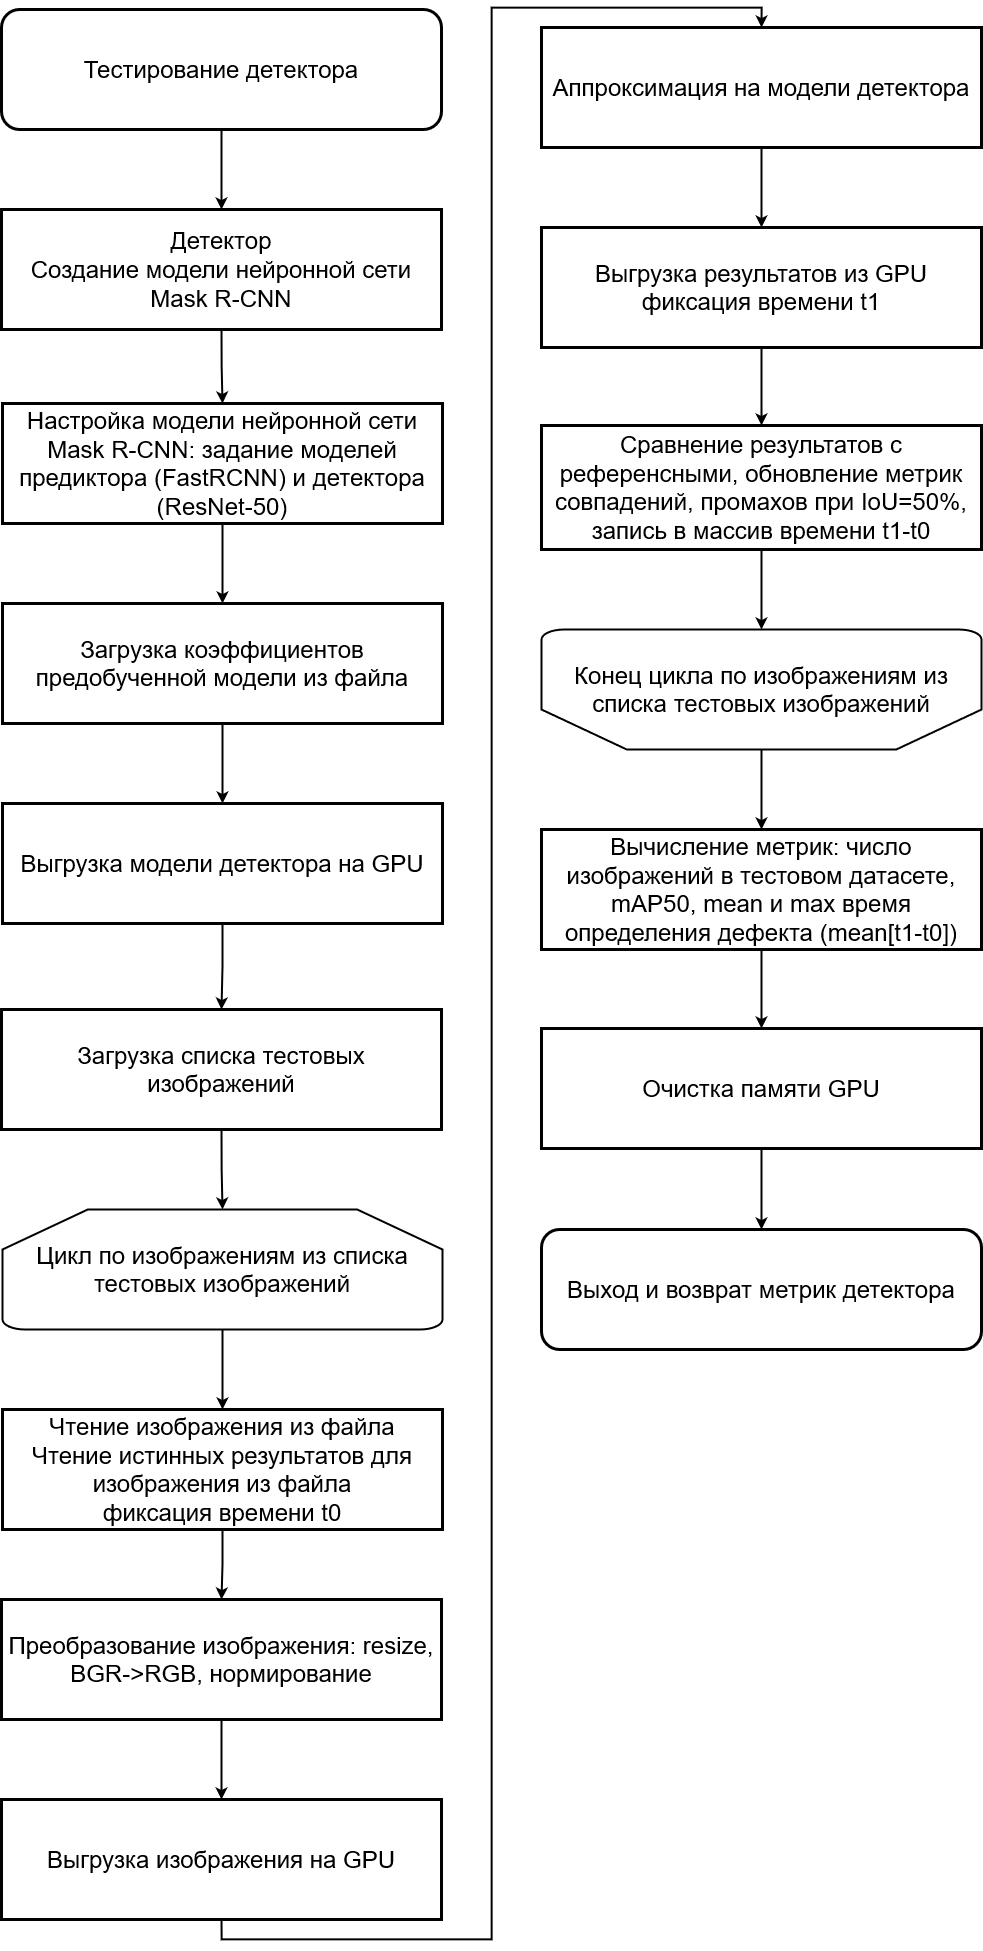 Тестирование детектора
Детектор
Создание модели нейронной сети
Mask R-CNN
Настройка модели нейронной сети
Mask R-CNN: задание моделей
предиктора (FastRCNN) и детектора
(ResNet-50)
Загрузка коэффициентов
предобученной модели из файла
Выгрузка модели детектора на GPU
Загрузка списка тестовых
изображений
Цикл по изображениям из списка
тестовых изображений
Чтение изображения из файла
Чтение истинных результатов для
изображения из файла
фиксация времени t0
Преобразование изображения: resize,
BGR->RGB, нормирование
Выгрузка изображения на GPU
Аппроксимация на модели детектора
Выгрузка результатов из GPU
фиксация времени t1
Сравнение результатов с
референсными, обновление метрик
совпадений, промахов при IoU=50%,
запись в массив времени t1-t0
Конец цикла по изображениям из
списка тестовых изображений
Вычисление метрик: число
изображений в тестовом датасете,
mAP50, mean и max время
определения дефекта (mean[t1-t0])
Очистка памяти GPU
Выход и возврат метрик детектора